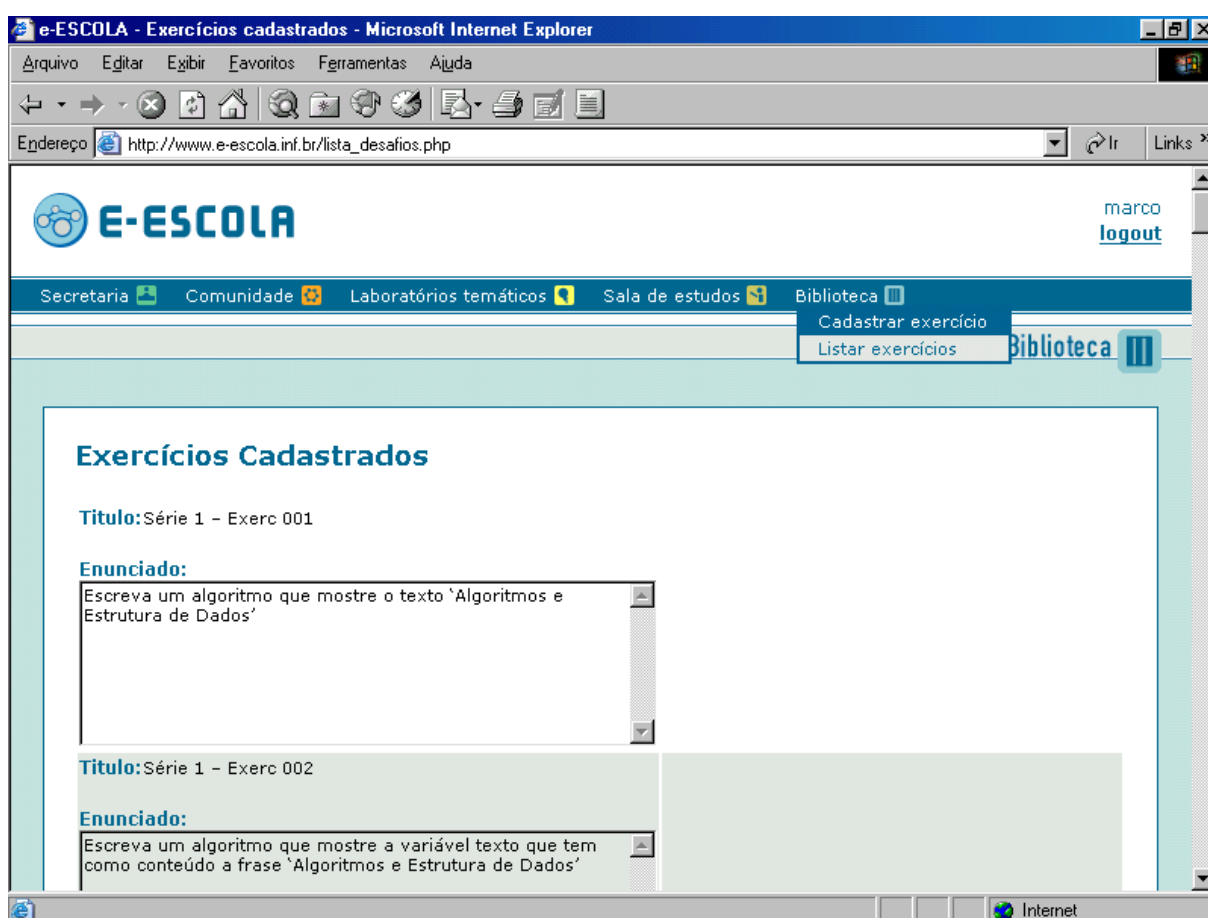 e-ESCOLA - Exercícios cadastrados - Microsoft Internet Explorer
Arquivo Editar Exibir Favoritos Ferramentas Ajuda
Endereço http://www.e-escola.inf.br/lista_desafios.php Ir Links »
E-ESCOLA
marco
logout
Secretaria Comunidade Laboratórios temáticos Sala de estudos Biblioteca
Cadastrar exercício
Listar exercícios
Biblioteca
Exercícios Cadastrados
Titulo: Série 1 – Exerc 001
Enunciado:
Escreva um algoritmo que mostre o texto ‘Algoritmos e
Estrutura de Dados’
Titulo: Série 1 – Exerc 002
Enunciado:
Escreva um algoritmo que mostre a variável texto que tem
como conteúdo a frase ‘Algoritmos e Estrutura de Dados’
Internet